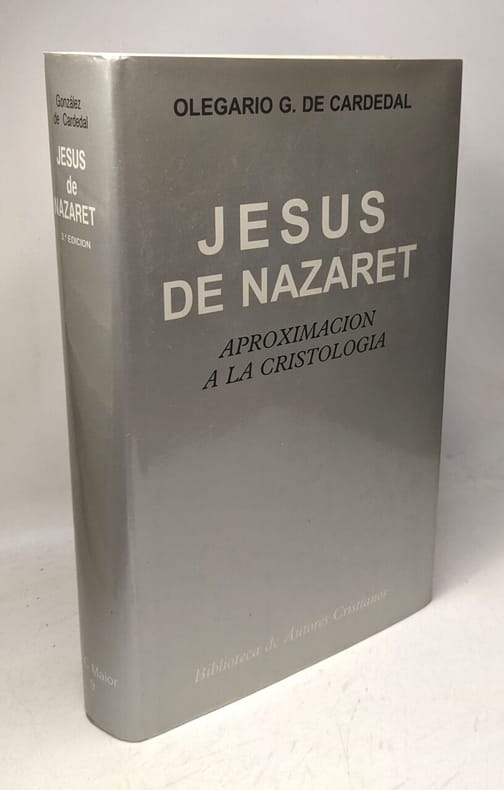 González
de Cardedal
JESUS
de
NAZARET
3.ª EDICION
Maior
9
OLEGARIO G. DE CARDEDAL
JESUS
DE NAZARET
APROXIMACION
A LA CRISTOLOGIA
Biblioteca de Autores Cristianos